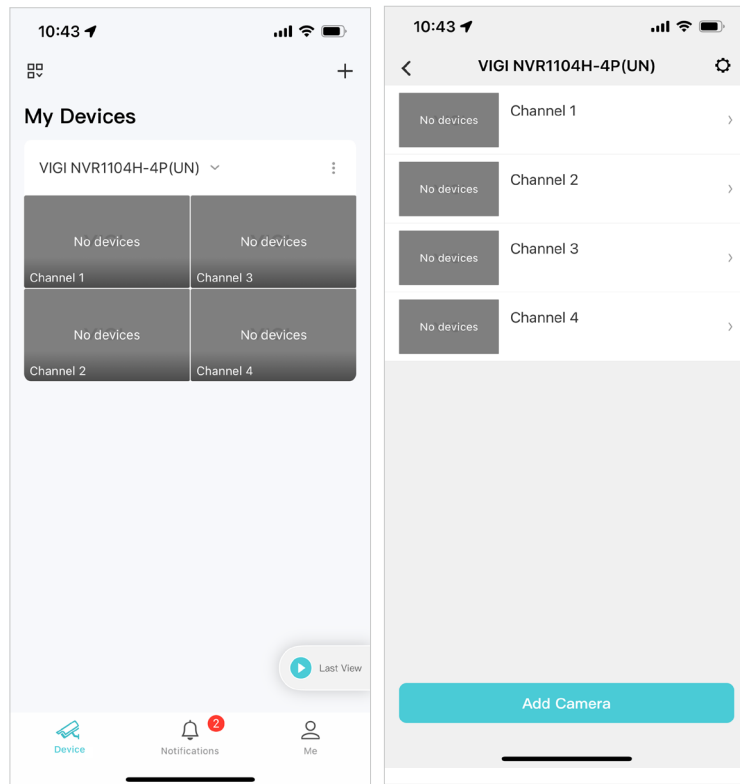 10:43
My Devices
VIGI NVR1104H-4P(UN)
No devices
Channel 1
No devices
Channel 3
No devices
Channel 2
No devices
Channel 4
Last View
Device
2
Notifications
Me
10:43
VIGI NVR1104H-4P(UN)
No devices
Channel 1
No devices
Channel 2
No devices
Channel 3
No devices
Channel 4
Add Camera